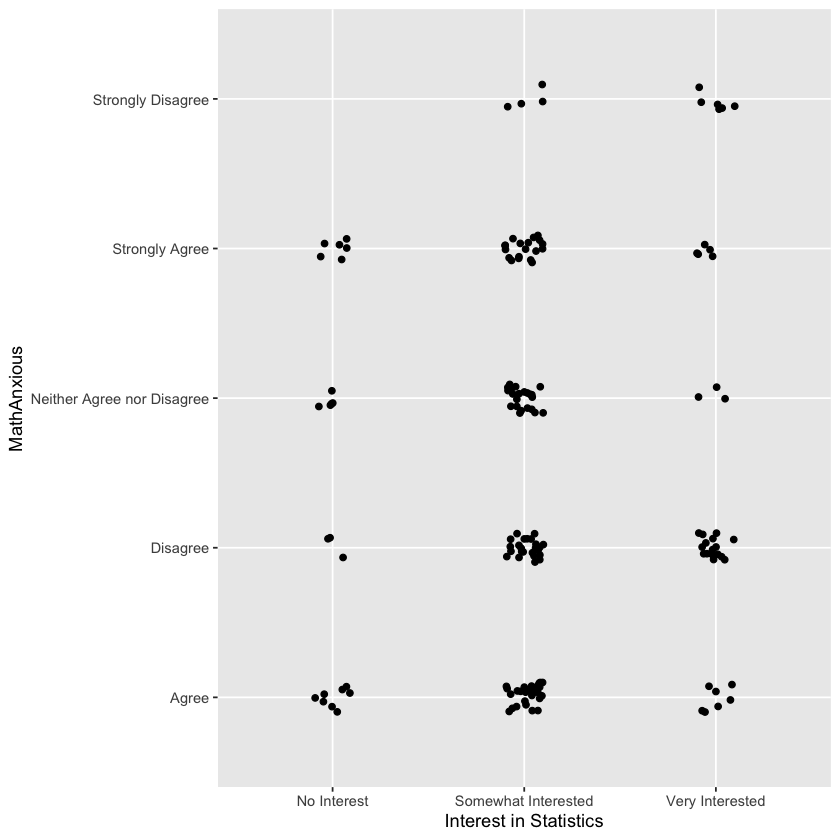 Strongly Disagree
Strongly Agree
MathAnxious
Neither Agree nor Disagree
Disagree
Agree
No Interest
Somewhat Interested
Very Interested
Interest in Statistics